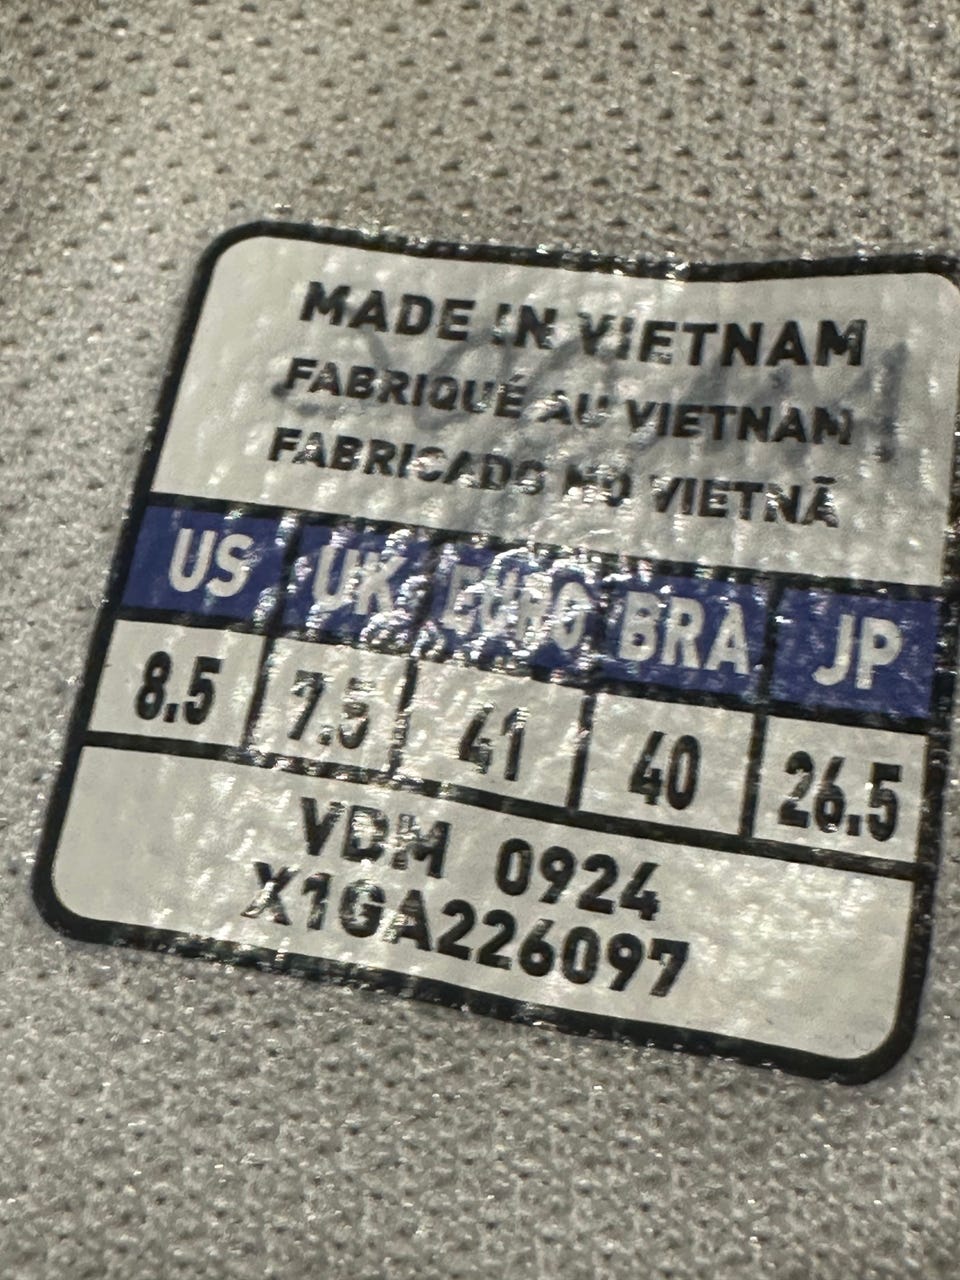 MADE IN VIETNAM
FABRIQUÉ AU VIETNAM
FABRICADO NO VIETNÃ
US UK EURO BRA JP
8.5 7.5 41 40 26.5
VDM 0924
X1GA226097